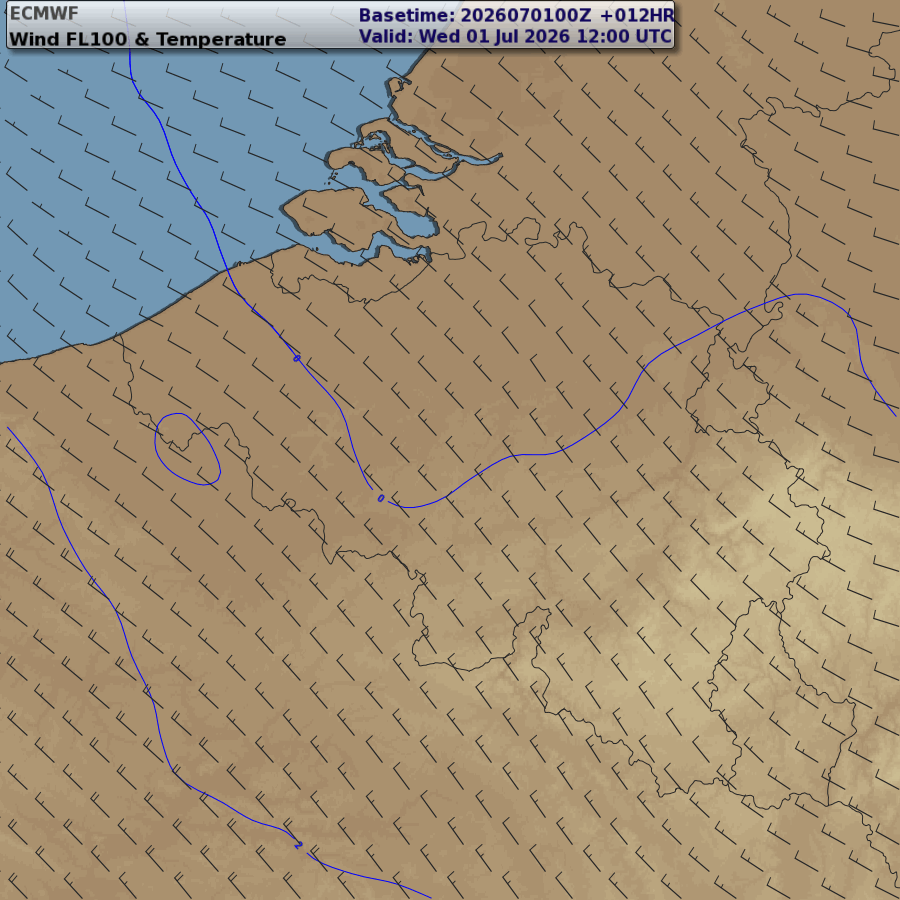 ECMWF
Basetime: 2026070100Z +012HR
Wind FL100 & Temperature
Valid: Wed 01 Jul 2026 12:00 UTC
0
0
2